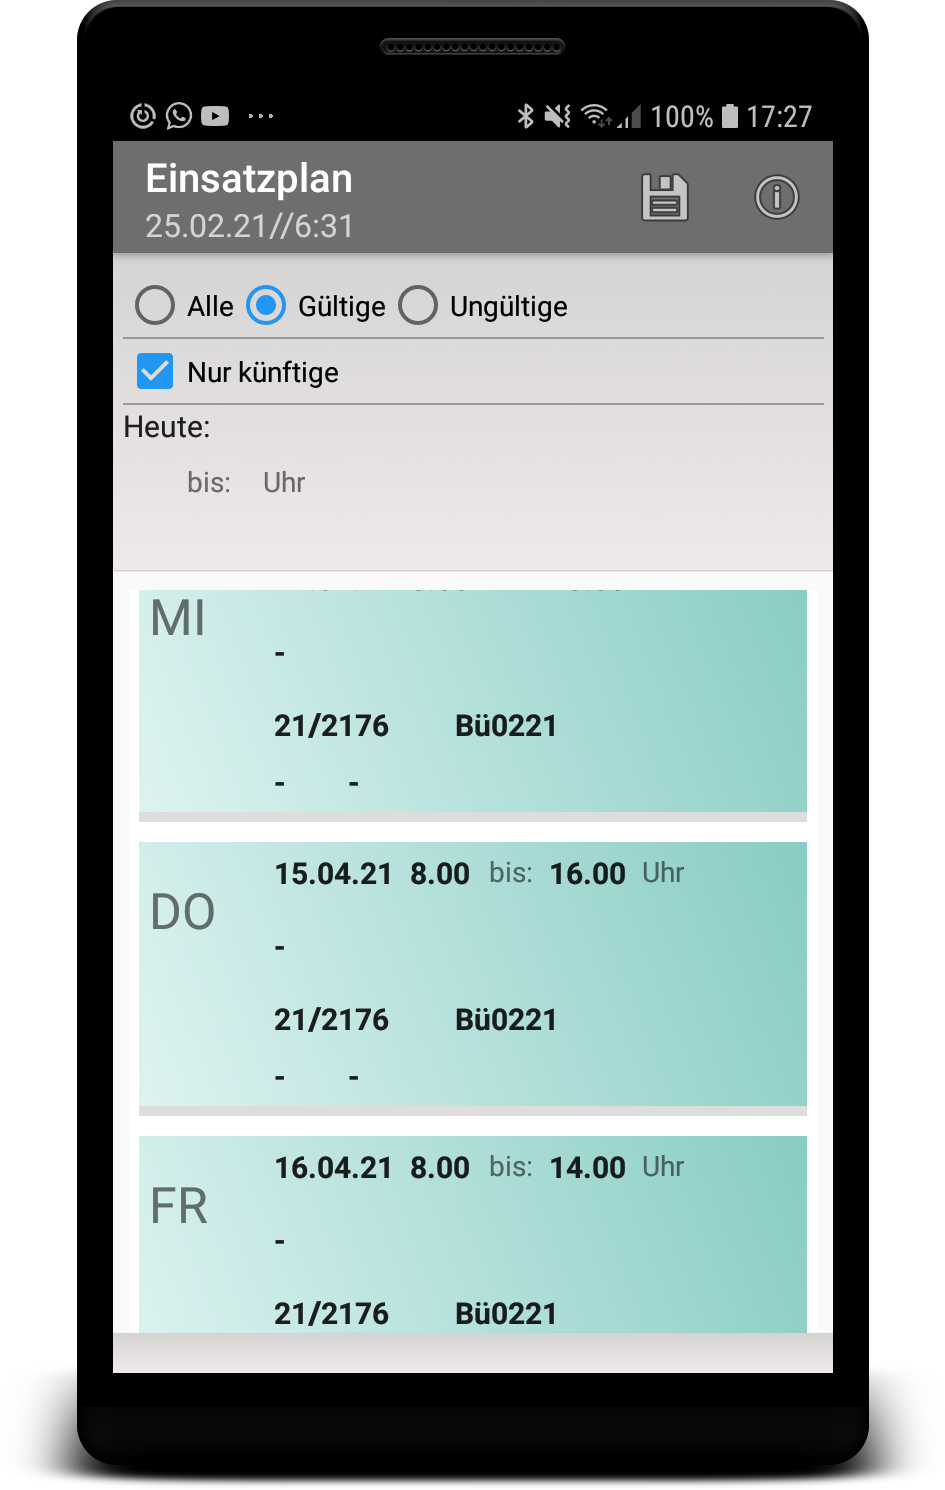 100% 17:27
Einsatzplan
25.02.21//6:31
Alle Gültige Ungültige
Nur künftige
Heute:
bis: Uhr
MI
-
21/2176 Bü0221
- -
15.04.21 8.00 bis: 16.00 Uhr
DO
-
21/2176 Bü0221
- -
16.04.21 8.00 bis: 14.00 Uhr
FR
-
21/2176 Bü0221